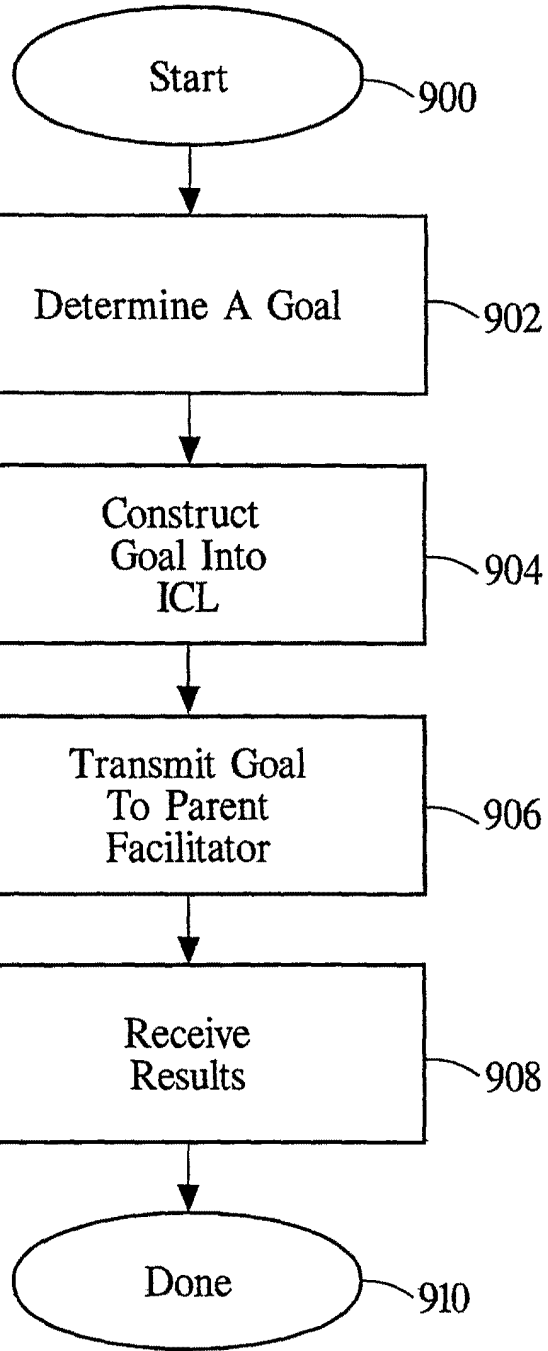 Start
900
Determine A Goal
902
Construct
Goal Into
ICL
904
Transmit Goal
To Parent
Facilitator
906
Receive
Results
908
Done
910